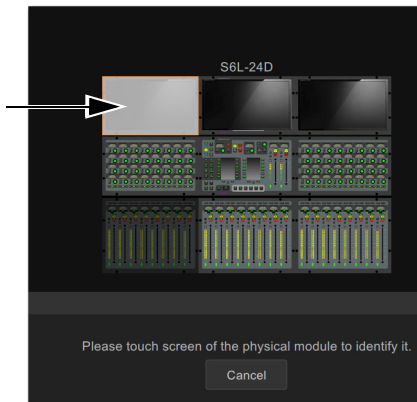 S6L-24D
Please touch screen of the physical module to identify it.
Cancel